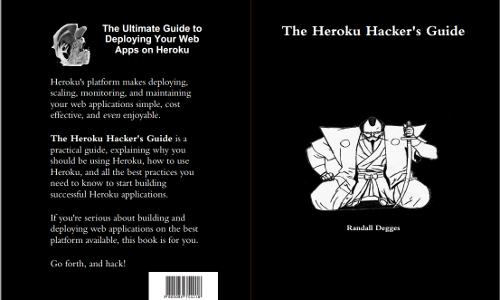 The Ultimate Guide to
Deploying Your Web
Apps on Heroku
Heroku's platform makes deploying,
scaling, monitoring, and maintaining
your web applications simple, cost
effective, and even enjoyable.
The Heroku Hacker's Guide is a
practical guide, explaining why you
should be using Heroku, how to use
Heroku, and all the best practices you
need to know to start building
successful Heroku applications.
If you're serious about building and
deploying web applications on the best
platform available, this book is for you.
Go forth, and hack!
The Heroku Hacker's Guide
Randall Degges